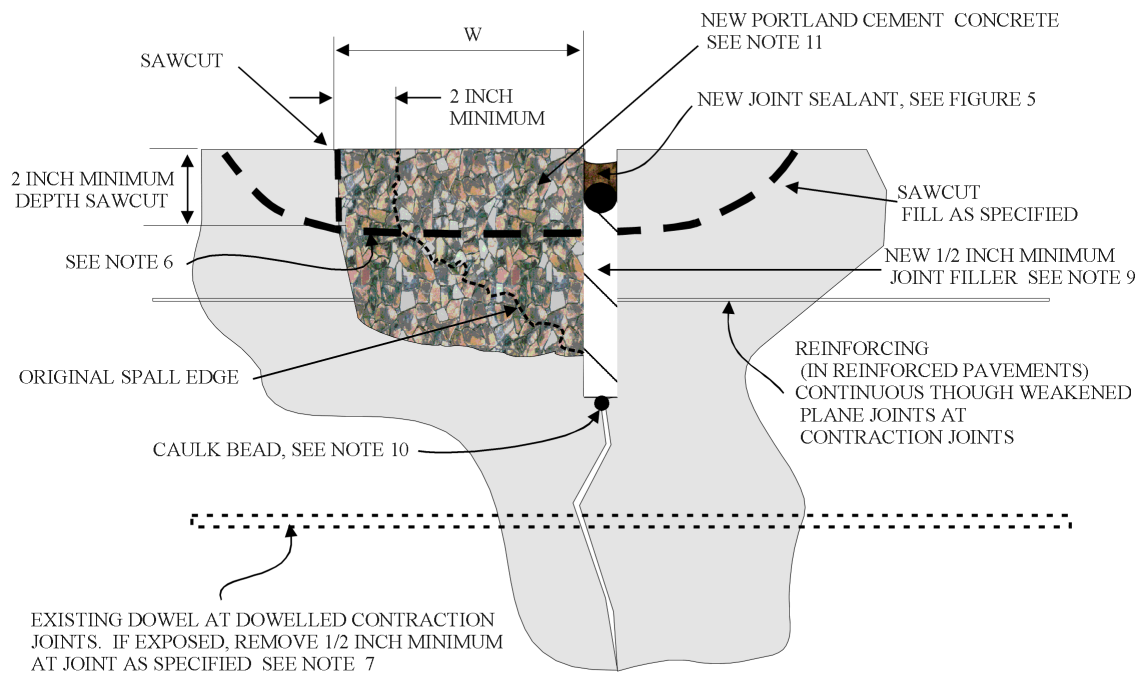 NEW PORTLAND CEMENT CONCRETE
SEE NOTE 11
W
SAWCUT
2 INCH
MINIMUM
NEW JOINT SEALANT, SEE FIGURE 5
2 INCH MINIMUM
DEPTH SAWCUT
SAWCUT
FILL AS SPECIFIED
SEE NOTE 6
NEW 1/2 INCH MINIMUM
JOINT FILLER SEE NOTE 9
ORIGINAL SPALL EDGE
REINFORCING
(IN REINFORCED PAVEMENTS)
CONTINUOUS THOUGH WEAKENED
PLANE JOINTS AT
CONTRACTION JOINTS
CAULK BEAD, SEE NOTE 10
EXISTING DOWEL AT DOWELLED CONTRACTION
JOINTS. IF EXPOSED, REMOVE 1/2 INCH MINIMUM
AT JOINT AS SPECIFIED SEE NOTE 7